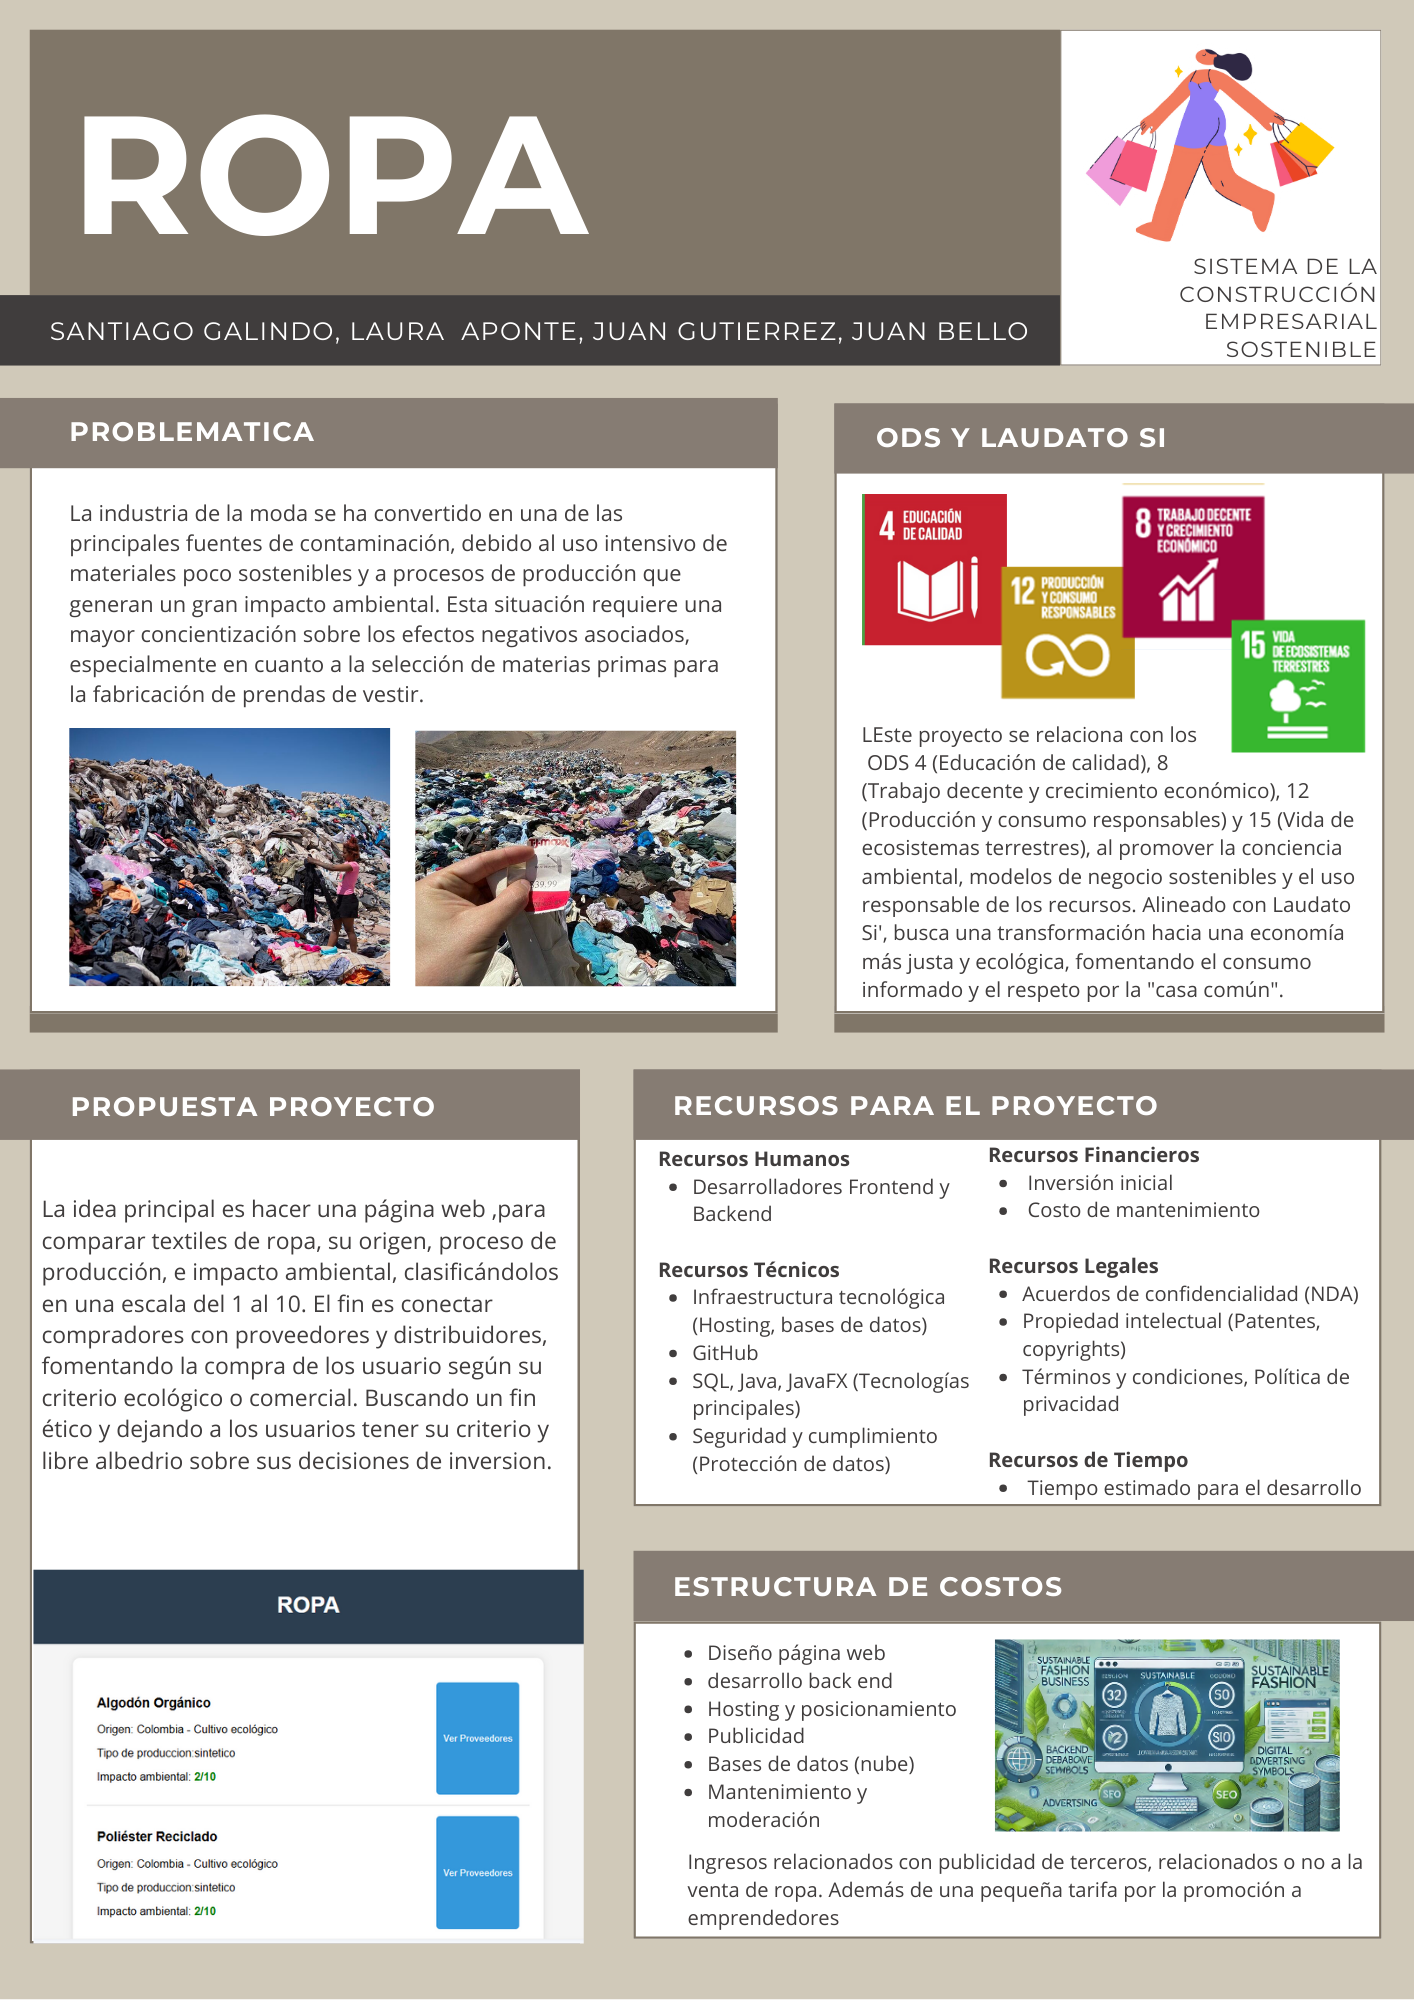 ROPA
SANTIAGO GALINDO, LAURA  APONTE, JUAN GUTIERREZ, JUAN BELLO
SISTEMA DE LA
CONSTRUCCIÓN
EMPRESARIAL
SOSTENIBLE
PROBLEMATICA
La industria de la moda se ha convertido en una de las
principales fuentes de contaminación, debido al uso intensivo de
materiales poco sostenibles y a procesos de producción que
generan un gran impacto ambiental. Esta situación requiere una
mayor concientización sobre los efectos negativos asociados,
especialmente en cuanto a la selección de materias primas para
la fabricación de prendas de vestir.
39.99
ODS Y LAUDATO SI
4 EDUCACIÓN
DE CALIDAD
8 TRABAJO DECENTE
Y CRECIMIENTO
ECONÓMICO
12 PRODUCCIÓN
Y CONSUMO
RESPONSABLES
15 VIDA
DE ECOSISTEMAS
TERRESTRES
LEste proyecto se relaciona con los
ODS 4 (Educación de calidad), 8
(Trabajo decente y crecimiento económico), 12
(Producción y consumo responsables) y 15 (Vida de
ecosistemas terrestres), al promover la conciencia
ambiental, modelos de negocio sostenibles y el uso
responsable de los recursos. Alineado con Laudato
Si', busca una transformación hacia una economía
más justa y ecológica, fomentando el consumo
informado y el respeto por la "casa común".
PROPUESTA PROYECTO
La idea principal es hacer una página web ,para
comparar textiles de ropa, su origen, proceso de
producción, e impacto ambiental, clasificándolos
en una escala del 1 al 10. El fin es conectar
compradores con proveedores y distribuidores,
fomentando la compra de los usuario según su
criterio ecológico o comercial. Buscando un fin
ético y dejando a los usuarios tener su criterio y
libre albedrio sobre sus decisiones de inversion.
ROPA
Algodón Orgánico
Origen: Colombia - Cultivo ecológico
Tipo de produccion:sintetico
Impacto ambiental: 2/10
Ver Proveedores
Poliéster Reciclado
Origen: Colombia - Cultivo ecológico
Tipo de produccion:sintetico
Impacto ambiental: 2/10
Ver Proveedores
RECURSOS PARA EL PROYECTO
Recursos Humanos
• Desarrolladores Frontend y
Backend
Recursos Técnicos
• Infraestructura tecnológica
(Hosting, bases de datos)
• GitHub
• SQL, Java, JavaFX (Tecnologías
principales)
• Seguridad y cumplimiento
(Protección de datos)
Recursos Financieros
• Inversión inicial
• Costo de mantenimiento
Recursos Legales
• Acuerdos de confidencialidad (NDA)
• Propiedad intelectual (Patentes,
copyrights)
• Términos y condiciones, Política de
privacidad
Recursos de Tiempo
• Tiempo estimado para el desarrollo
ESTRUCTURA DE COSTOS
• Diseño página web
• desarrollo back end
• Hosting y posicionamiento
• Publicidad
• Bases de datos (nube)
• Mantenimiento y
moderación
SUSTAINABLE
FASHION
BUSINESS
SUSTAINABLE
32
SO
SIO
SUSTAINABLE
FASHION
BACKEND
DEBABOVE
SEMBOLS
DIGITAL
ADVERTSING
SYMBOLS
ADVERTSING
SEO
SEO
Ingresos relacionados con publicidad de terceros, relacionados o no a la
venta de ropa. Además de una pequeña tarifa por la promoción a
emprendedores